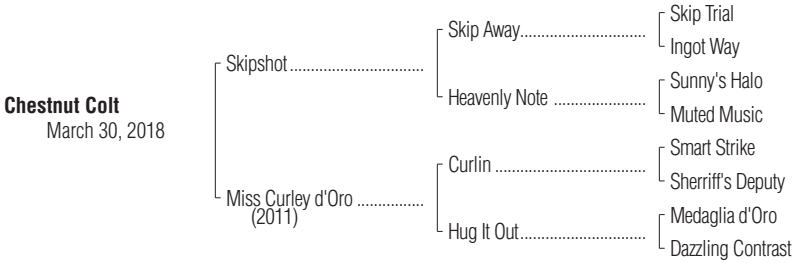 Skip Trial
Skip Away..............................
Ingot Way
Skipshot................................
Sunny's Halo
Heavenly Note ......................
Chestnut Colt
Muted Music
March 30, 2018
Smart Strike
Curlin ....................................
Sherriff's Deputy
Miss Curley d'Oro ................
(2011)
Medaglia d'Oro
Hug It Out..............................
Dazzling Contrast